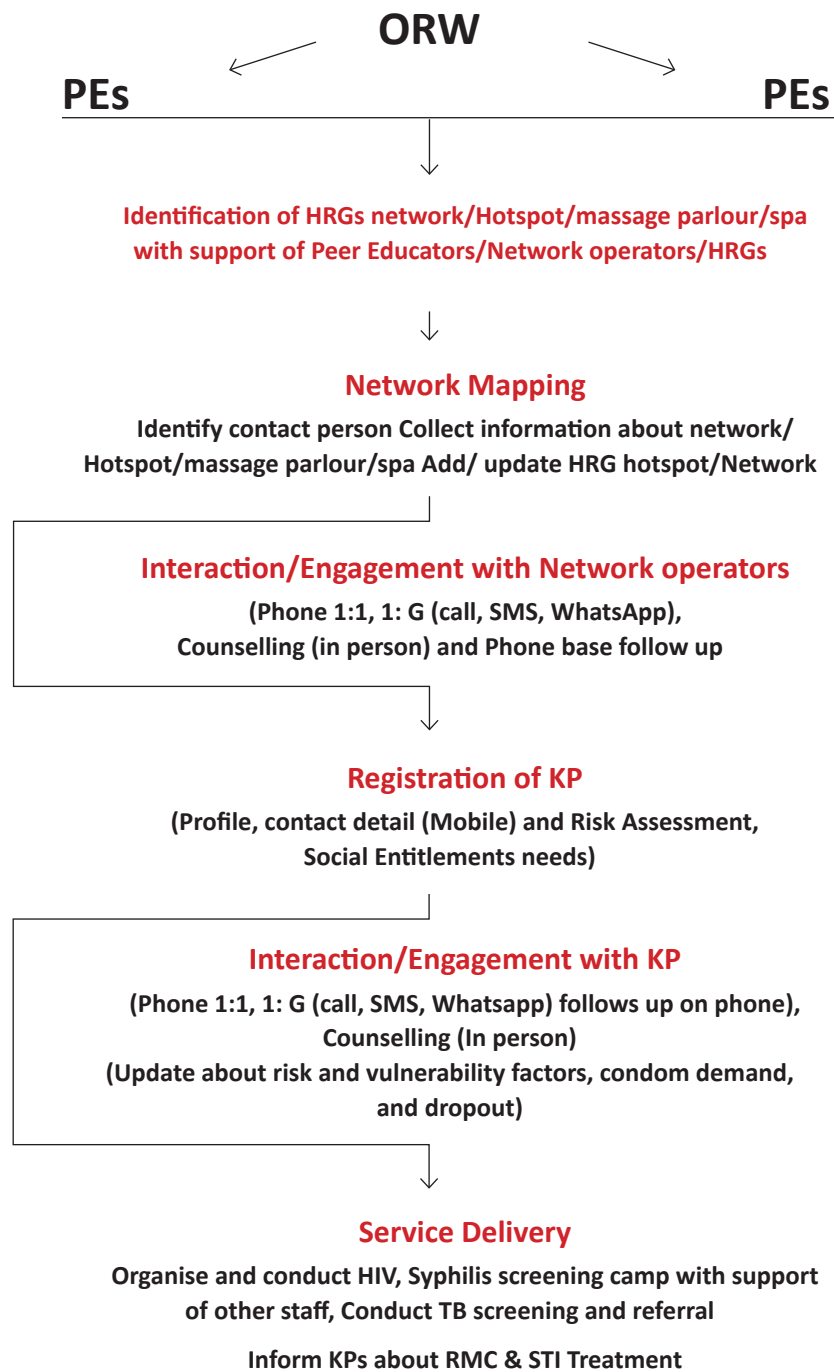 ORW
PEs PEs
Identification of HRGs network/Hotspot/massage parlour/spa
with support of Peer Educators/Network operators/HRGs
Network Mapping
Identify contact person Collect information about network/
Hotspot/massage parlour/spa Add/ update HRG hotspot/Network
Interaction/Engagement with Network operators
(Phone 1:1, 1: G (call, SMS, WhatsApp),
Counselling (in person) and Phone base follow up
Registration of KP
(Profile, contact detail (Mobile) and Risk Assessment,
Social Entitlements needs)
Interaction/Engagement with KP
(Phone 1:1, 1: G (call, SMS, Whatsapp) follows up on phone),
Counselling (In person)
(Update about risk and vulnerability factors, condom demand,
and dropout)
Service Delivery
Organise and conduct HIV, Syphilis screening camp with support
of other staff, Conduct TB screening and referral
Inform KPs about RMC & STI Treatment